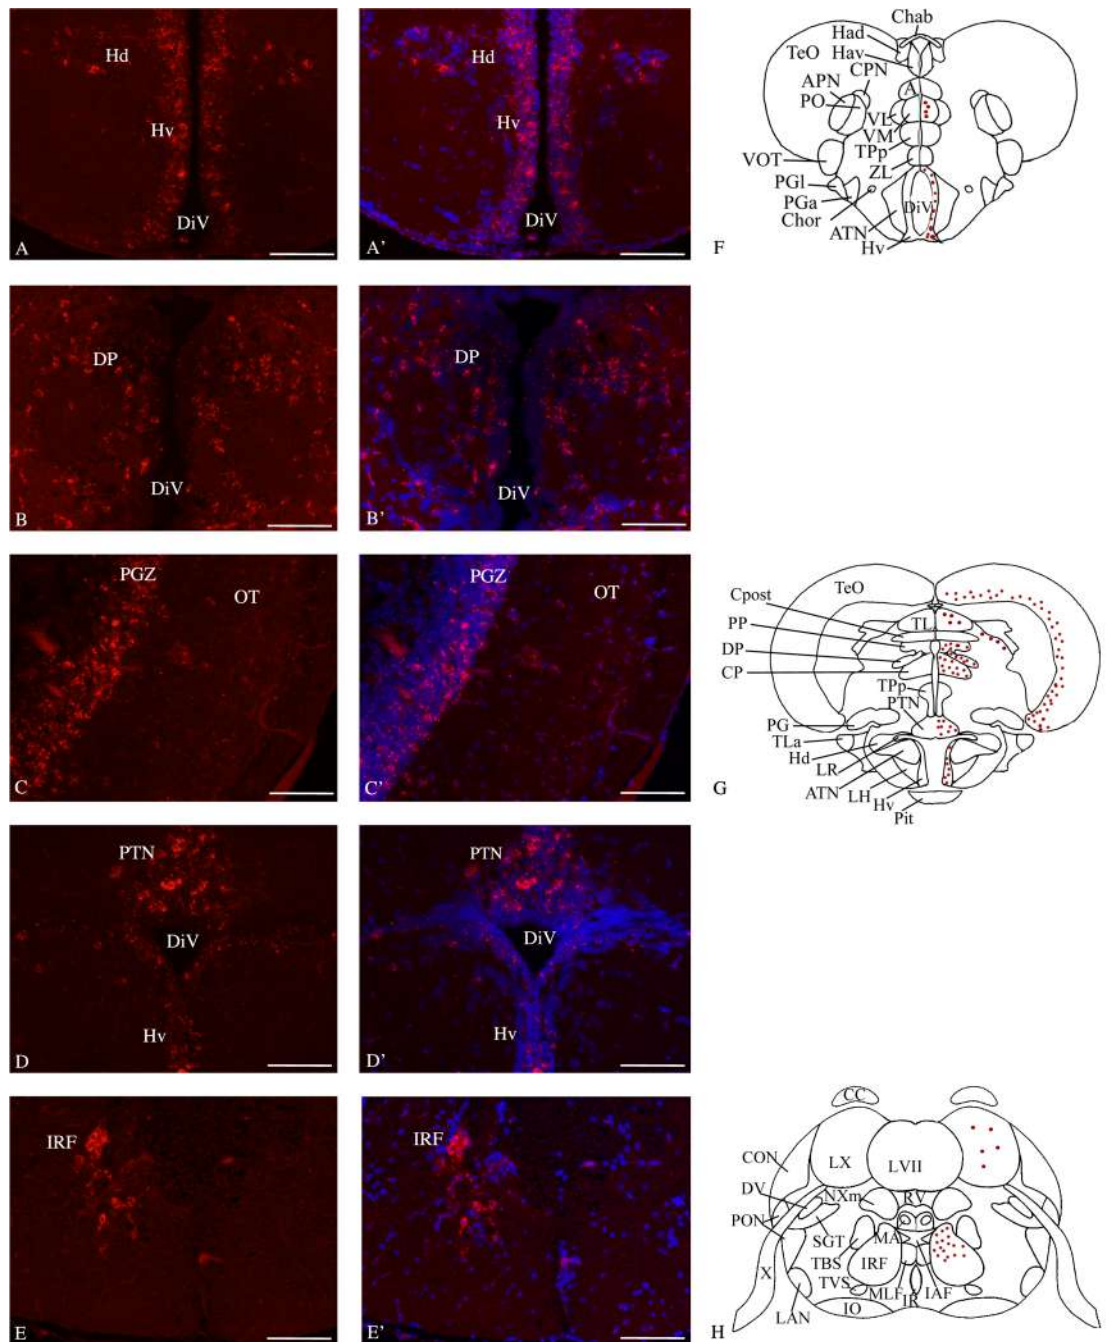 Hd
Hv
DiV
A
Hd
Hv
DiV
A'
Chab
Had
TeO
Hav
CPN
APN
A
PO
VL
VM
TPp
VOT
ZL
PGl
PGa
DiV
Chor
ATN
Hv
F
DP
DiV
B
DP
DiV
B'
PGZ
OT
C
PGZ
OT
C'
Cpost
TeO
PP
TL
DP
CP
TPp
PTN
PG
TLa
Hd
LR
ATN
LH
Hv
Pit
G
PTN
DiV
Hv
D
PTN
DiV
Hv
D'
IRF
E
IRF
E'
CC
CON
LX
LVII
DV
NXm
RV
PON
SGT
MA
TBS
IRF
X
TVS
MLF
IAF
LAN
IO
IR
H